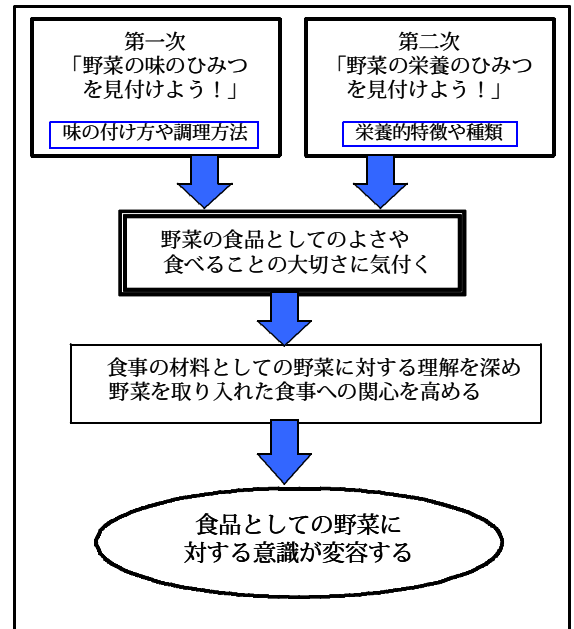 第一次
「野菜の味のひみつ
を見付けよう！」
味の付け方や調理方法
第二次
「野菜の栄養のひみつ
を見付けよう！」
栄養的特徴や種類
野菜の食品としてのよさや
食べることの大切さに気付く
食事の材料としての野菜に対する理解を深め
野菜を取り入れた食事への関心を高める
食品としての野菜に
対する意識が変容する